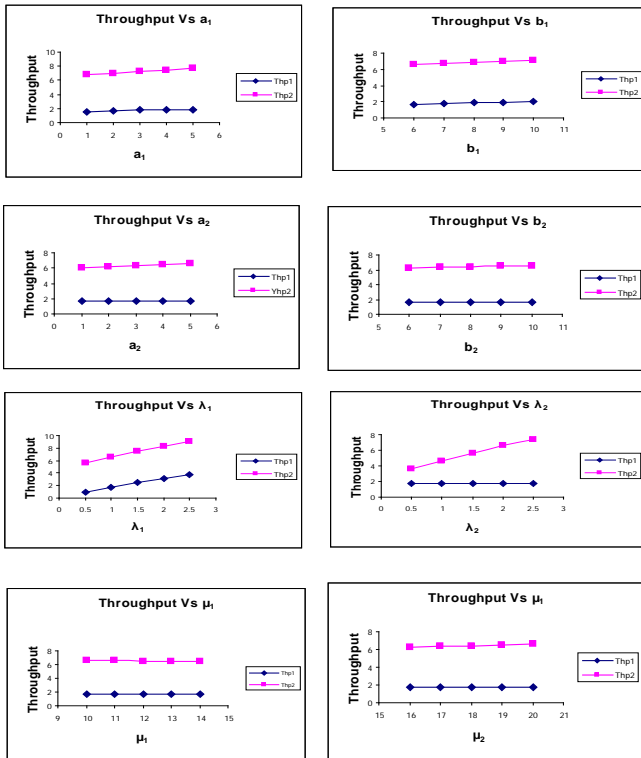 Throughput Vs a₁
Throughput
10
8
6
4
2
0
0 1 2 3 4 5 6
a₁
Thp1
Thp2
Throughput Vs b₁
Throughput
8
6
4
2
0
5 6 7 8 9 10 11
b₁
Thp1
Thp2
Throughput Vs a₂
Throughput
8
6
4
2
0
0 1 2 3 4 5 6
a₂
Thp1
Yhp2
Throughput Vs b₂
Throughput
8
6
4
2
0
5 6 7 8 9 10 11
b₂
Thp1
Thp2
Throughput Vs λ₁
Throughput
10
8
6
4
2
0
0 0.5 1 1.5 2 2.5 3
λ₁
Thp1
Thp2
Throughput Vs λ₂
Throughput
8
6
4
2
0
0 0.5 1 1.5 2 2.5 3
λ₂
Thp1
Thp2
Throughput Vs μ₁
Throughput
8
6
4
2
0
9 10 11 12 13 14 15
μ₁
Thp1
Thp2
Throughput Vs μ₁
Throughput
8
6
4
2
0
15 16 17 18 19 20 21
μ₂
Thp1
Thp2